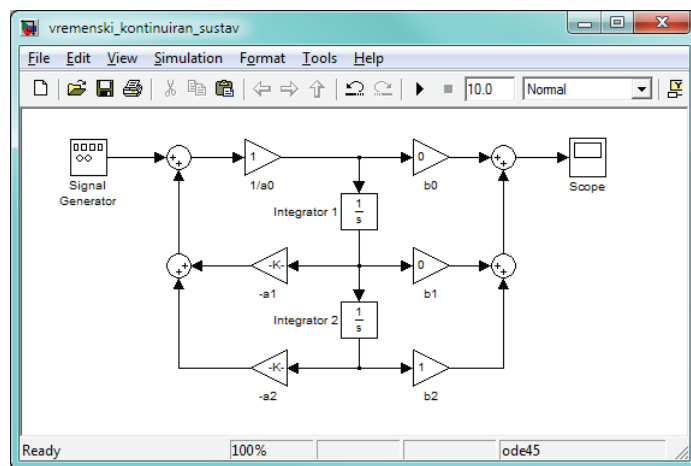 vremenski_kontinuiran_sustav
File Edit View Simulation Format Tools Help
10.0 Normal
1 0
Signal Generator
1/a0 b0 Scope
Integrator 1 1/s
-K- 0
-a1 b1
Integrator 2 1/s
-K- 1
-a2 b2
Ready 100% ode45